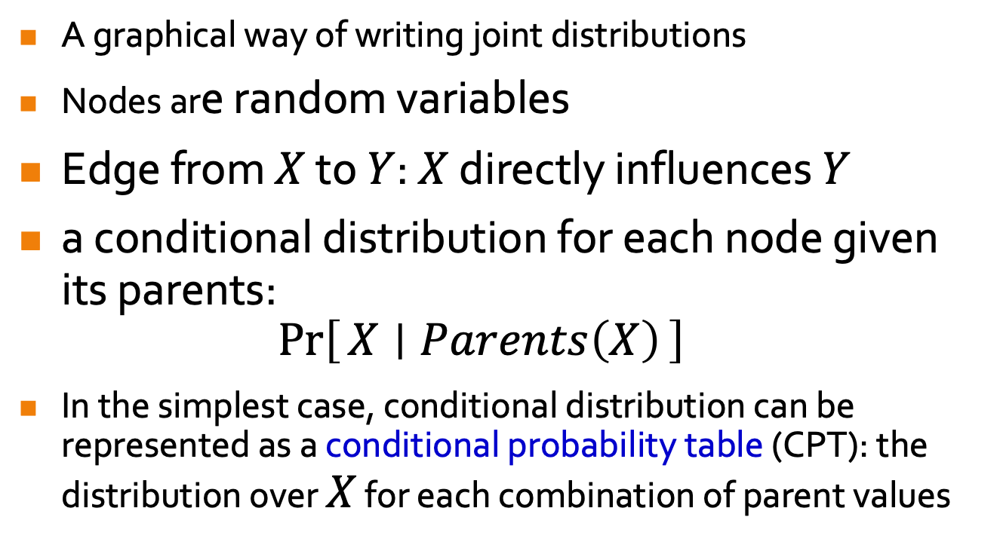 A graphical way of writing joint distributions
Nodes are random variables
Edge from X to Y: X directly influences Y
a conditional distribution for each node given
its parents:
Pr[ X | Parents(X) ]
In the simplest case, conditional distribution can be
represented as a conditional probability table (CPT): the
distribution over X for each combination of parent values